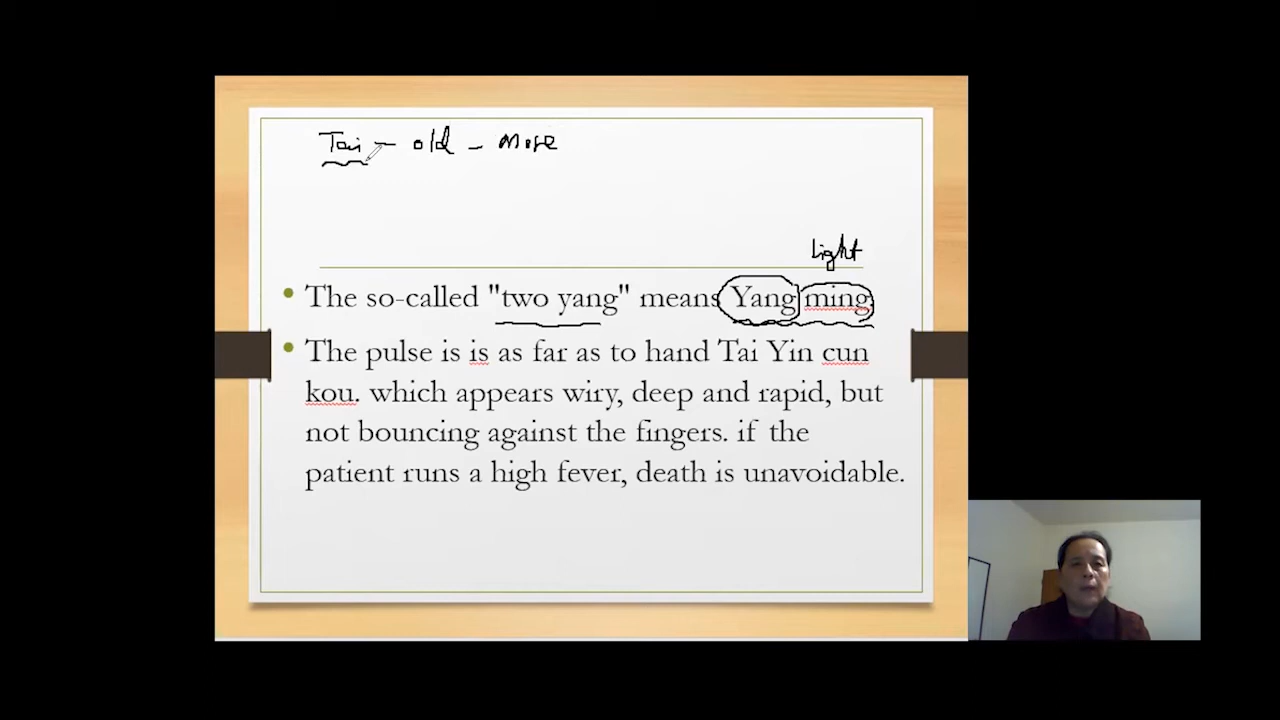 Tai - old - more
light
• The so-called "two yang" means Yang ming
• The pulse is is as far as to hand Tai Yin cun
kou. which appears wiry, deep and rapid, but
not bouncing against the fingers. if the
patient runs a high fever, death is unavoidable.